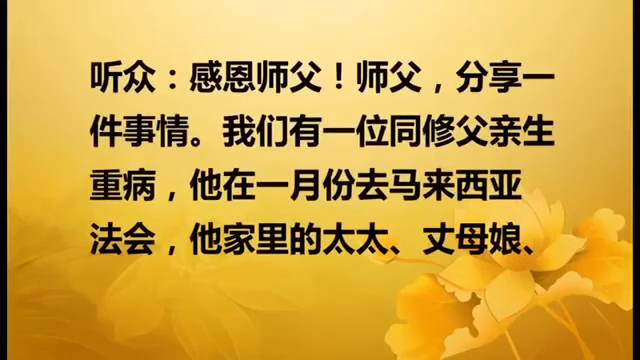 听众：感恩师父！师父，分享一
件事情。我们有一位同修父亲生
重病，他在一月份去马来西亚
法会，他家里的太太、丈母娘、